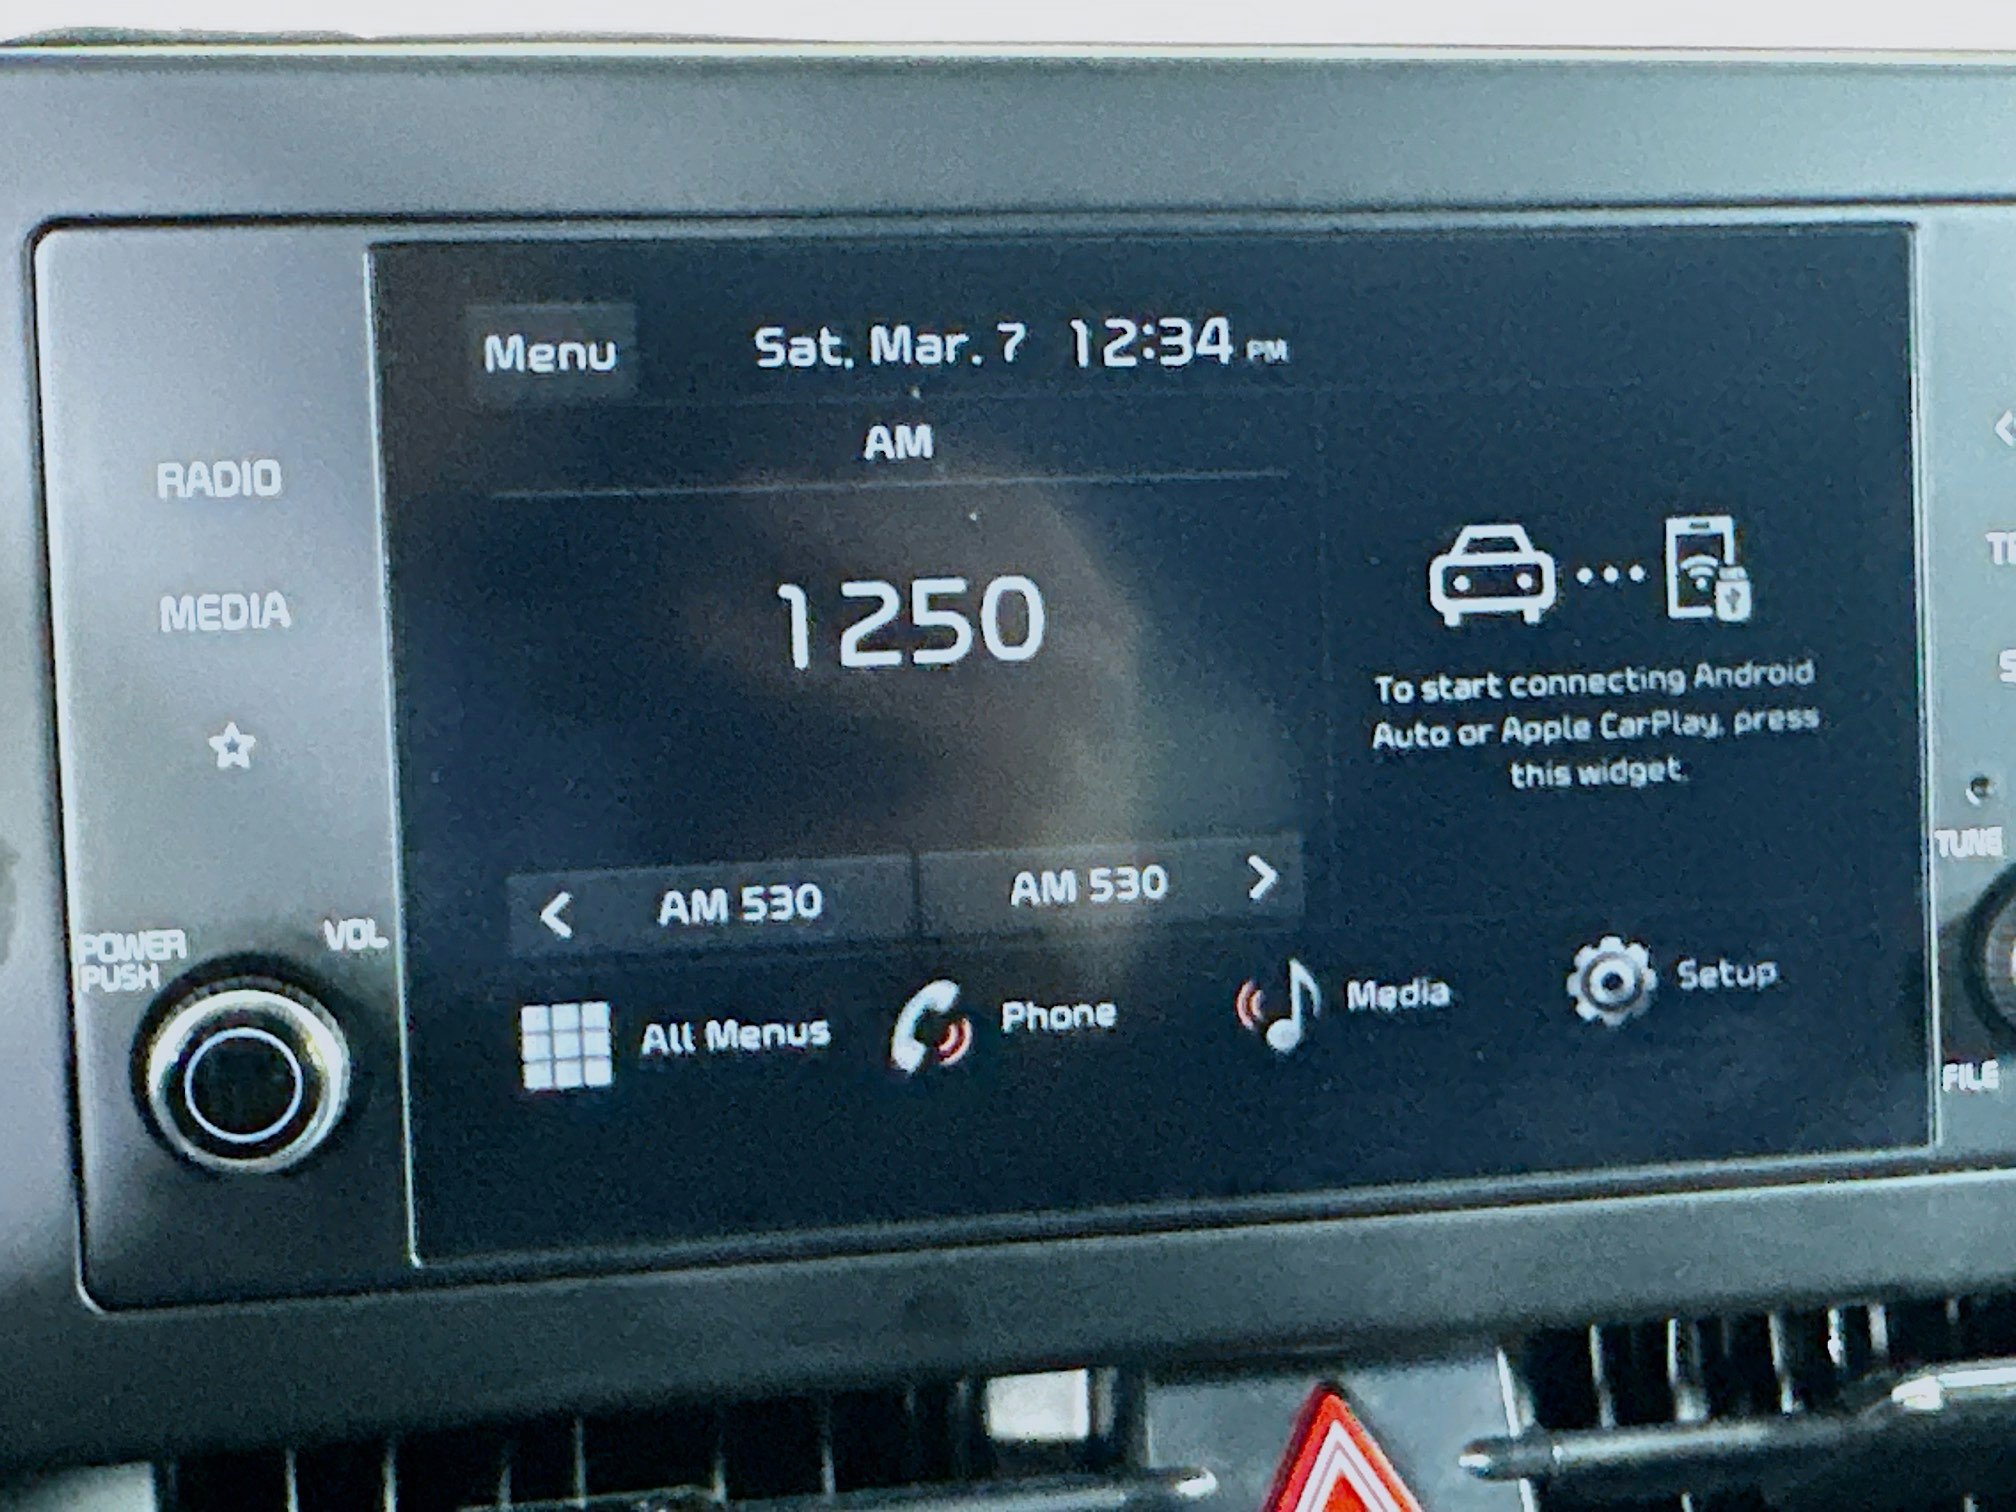 Menu Sat. Mar. 7 12:34 PM
AM
RADIO
1250
MEDIA
To start connecting Android
Auto or Apple CarPlay, press
this widget.
< AM 530 AM 530 >
POWER
PUSH
VOL
All Menus Phone Media Setup
TUNE
FILE